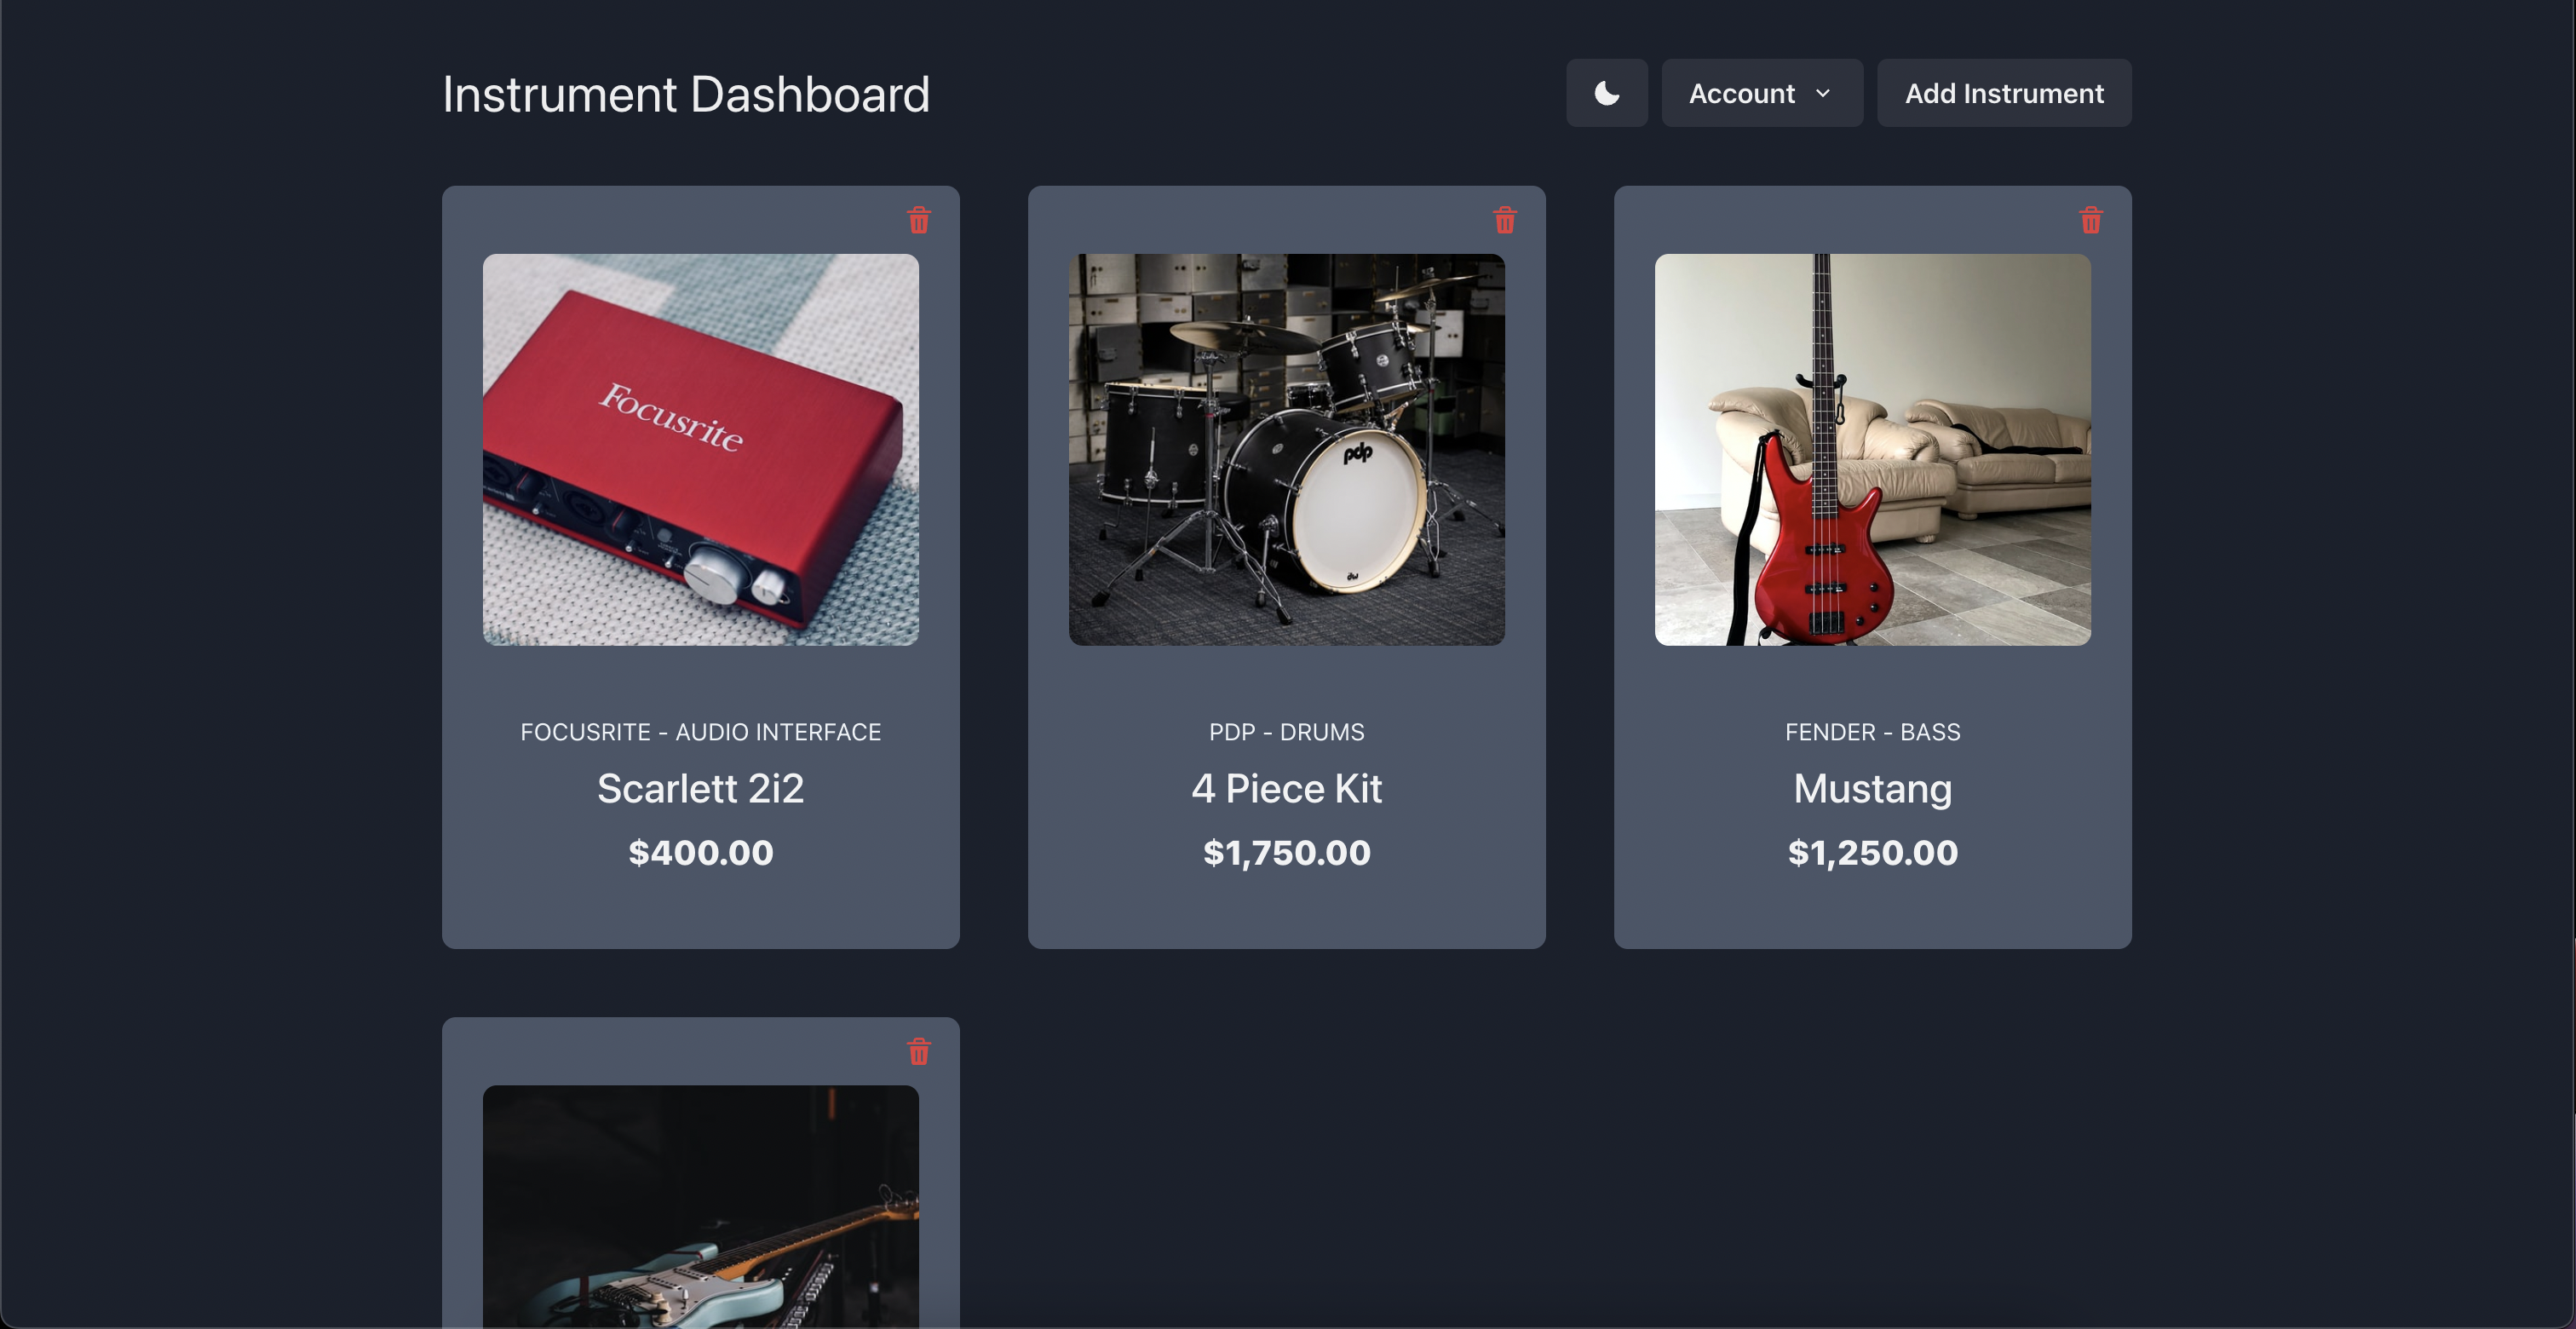 Instrument Dashboard
Account
Add Instrument
Focusrite
pdp
dw
FOCUSRITE - AUDIO INTERFACE
Scarlett 2i2
$400.00
PDP - DRUMS
4 Piece Kit
$1,750.00
FENDER - BASS
Mustang
$1,250.00